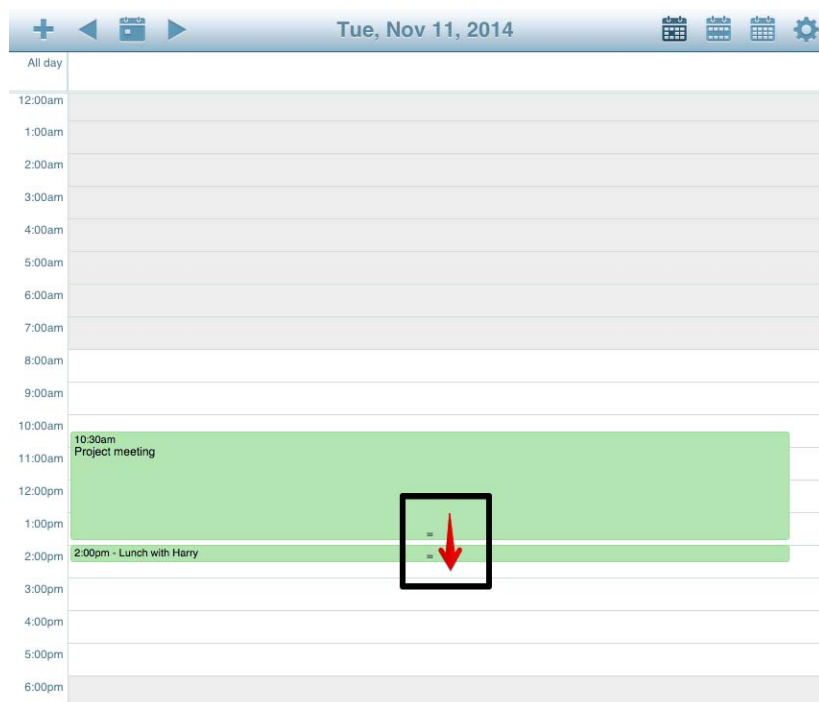 Tue, Nov 11, 2014
All day
12:00am
1:00am
2:00am
3:00am
4:00am
5:00am
6:00am
7:00am
8:00am
9:00am
10:00am
10:30am
Project meeting
11:00am
12:00pm
1:00pm
2:00pm
2:00pm - Lunch with Harry
3:00pm
4:00pm
5:00pm
6:00pm